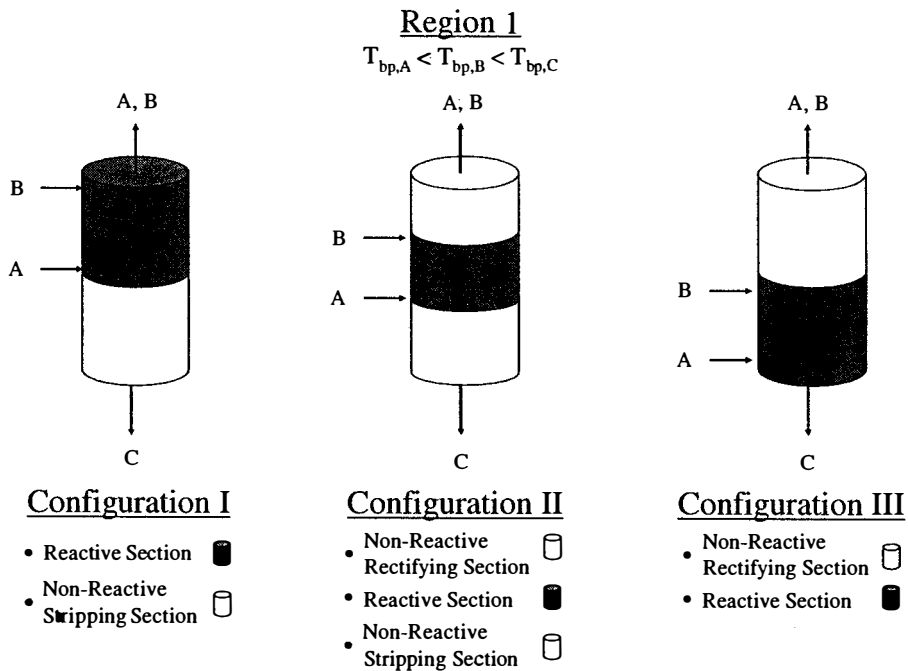 Region 1
T_bp,A < T_bp,B < T_bp,C
A, B
B
A
C
Configuration I
• Reactive Section
• Non-Reactive
Stripping Section
A, B
B
A
C
Configuration II
• Non-Reactive
Rectifying Section
• Reactive Section
• Non-Reactive
Stripping Section
A, B
B
A
C
Configuration III
• Non-Reactive
Rectifying Section
• Reactive Section